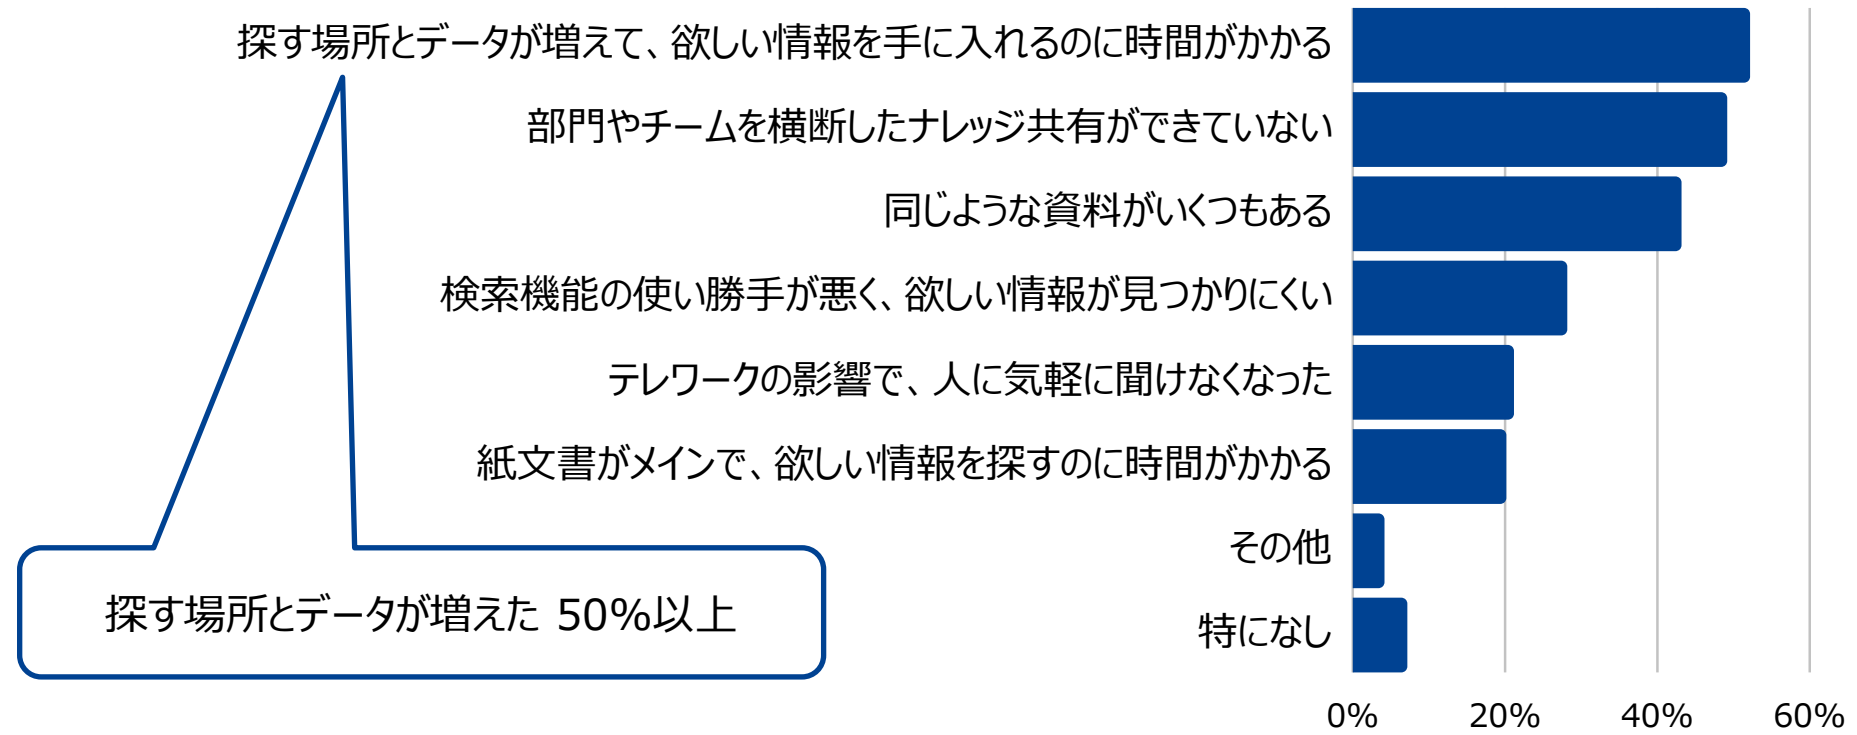 探す場所とデータが増えて、欲しい情報を手に入れるのに時間がかかる
部門やチームを横断したナレッジ共有ができていない
同じような資料がいくつもある
検索機能の使い勝手が悪く、欲しい情報が見つかりにくい
テレワークの影響で、人に気軽に聞けなくなった
紙文書がメインで、欲しい情報を探すのに時間がかかる
その他
特になし
探す場所とデータが増えた 50%以上
0% 20% 40% 60%